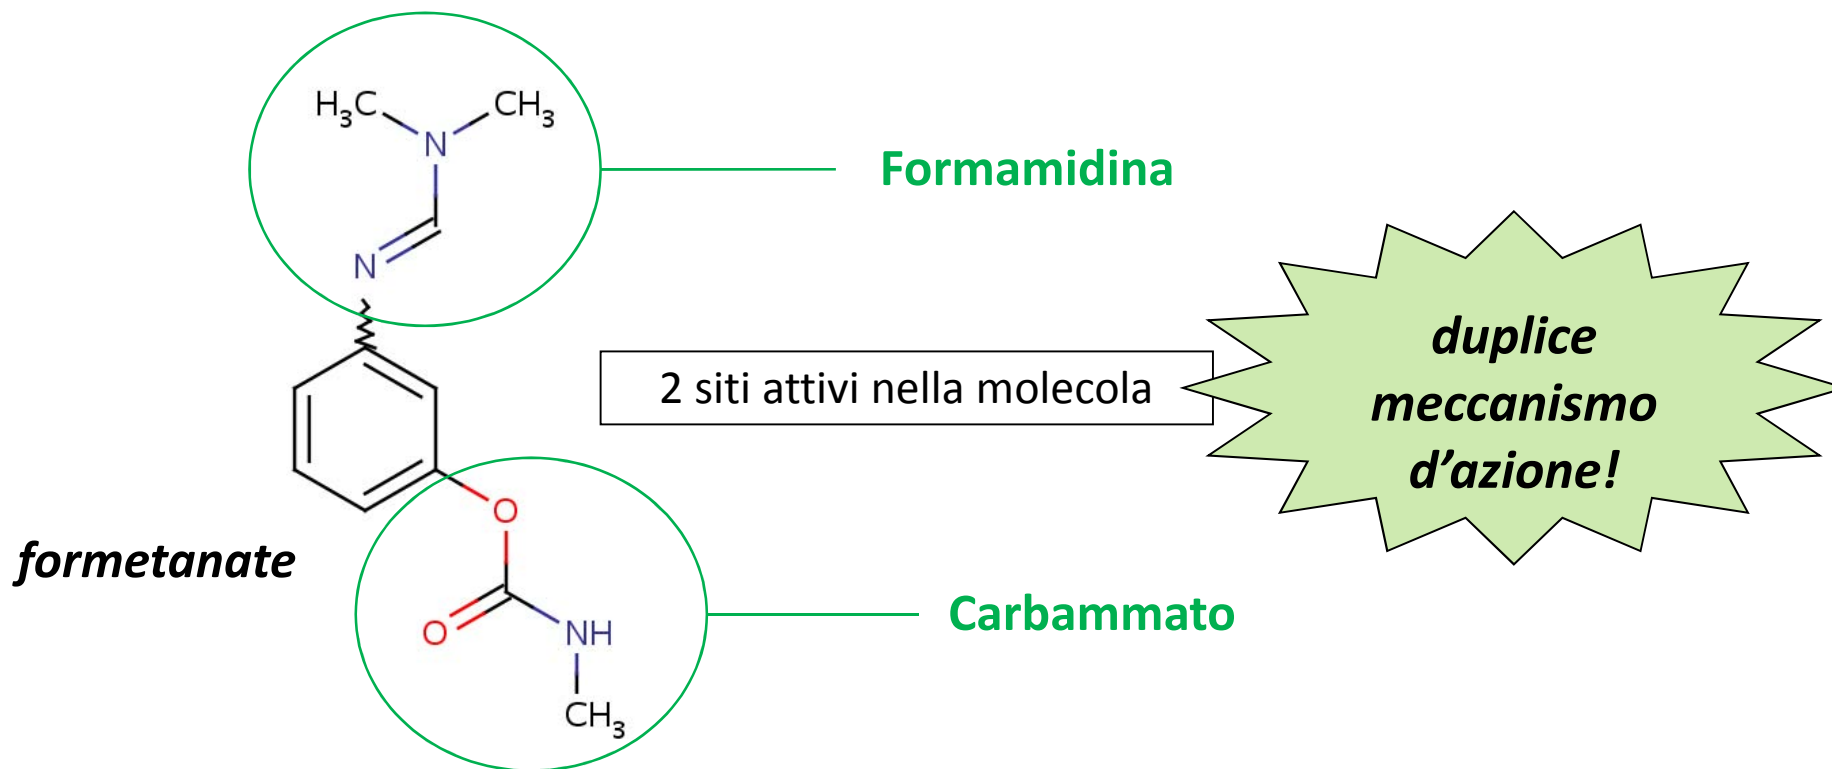 H3C
CH3
N
Formamidina
N
duplice
meccanismo
d’azione!
2 siti attivi nella molecola
O
formetanate
Carbammato
O
NH
CH3